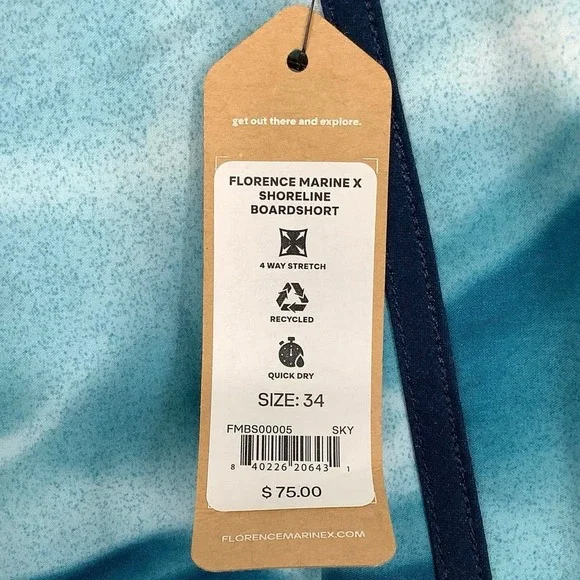 get out there and explore.
FLORENCE MARINE X
SHORELINE
BOARDSHORT
4 WAY STRETCH
RECYCLED
QUICK DRY
SIZE: 34
FMBS00005 SKY
8 40226 20643 1
$ 75.00
FLORENCEMARINEX.COM